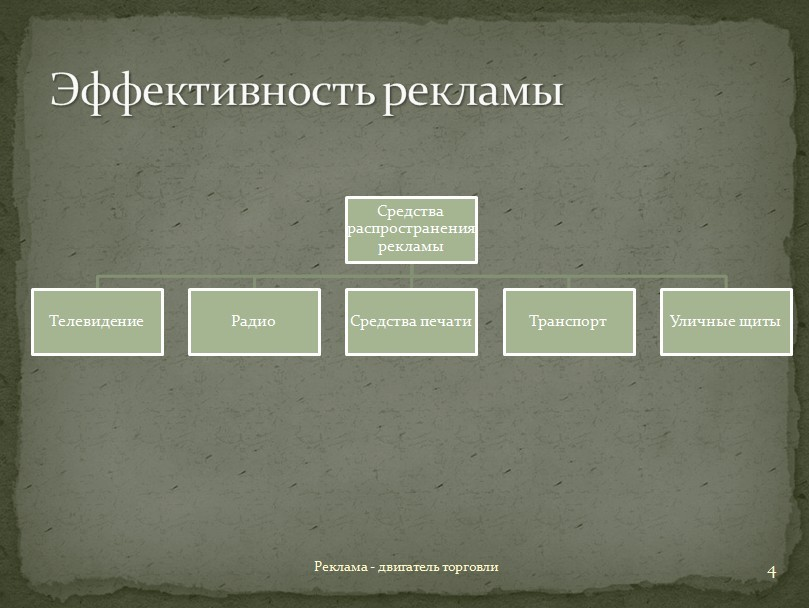 Эффективность рекламы
Средства
распространения
рекламы
Телевидение
Радио
Средства печати
Транспорт
Уличные щиты
Реклама - двигатель торговли
4